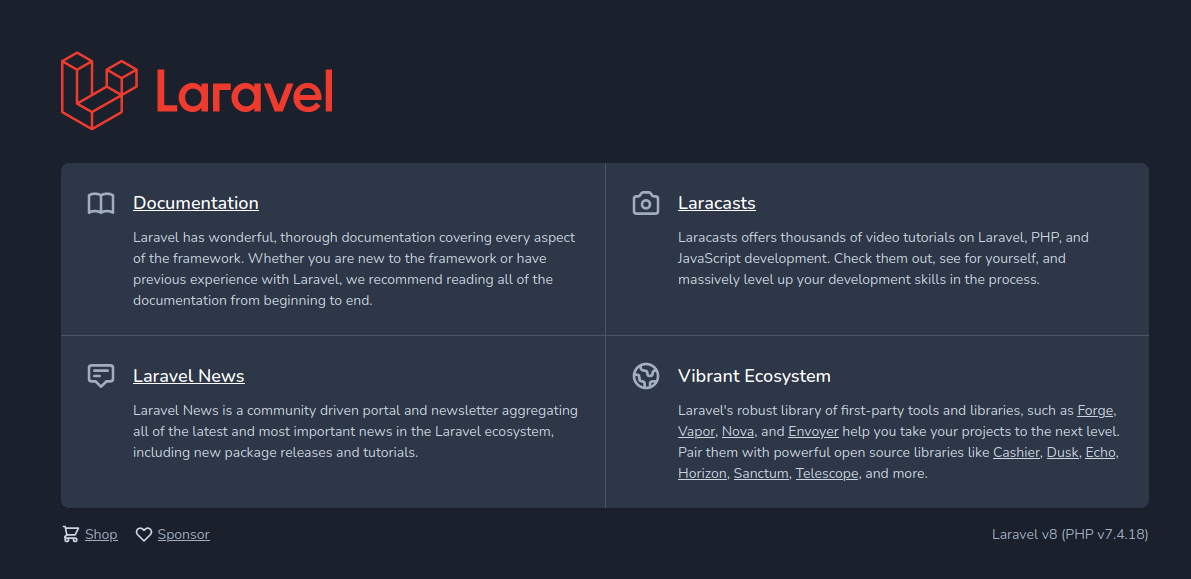 Laravel
Documentation
Laravel has wonderful, thorough documentation covering every aspect
of the framework. Whether you are new to the framework or have
previous experience with Laravel, we recommend reading all of the
documentation from beginning to end.
Laracasts
Laracasts offers thousands of video tutorials on Laravel, PHP, and
JavaScript development. Check them out, see for yourself, and
massively level up your development skills in the process.
Laravel News
Laravel News is a community driven portal and newsletter aggregating
all of the latest and most important news in the Laravel ecosystem,
including new package releases and tutorials.
Vibrant Ecosystem
Laravel's robust library of first-party tools and libraries, such as Forge,
Vapor, Nova, and Envoyer help you take your projects to the next level.
Pair them with powerful open source libraries like Cashier, Dusk, Echo,
Horizon, Sanctum, Telescope, and more.
Shop
Sponsor
Laravel v8 (PHP v7.4.18)